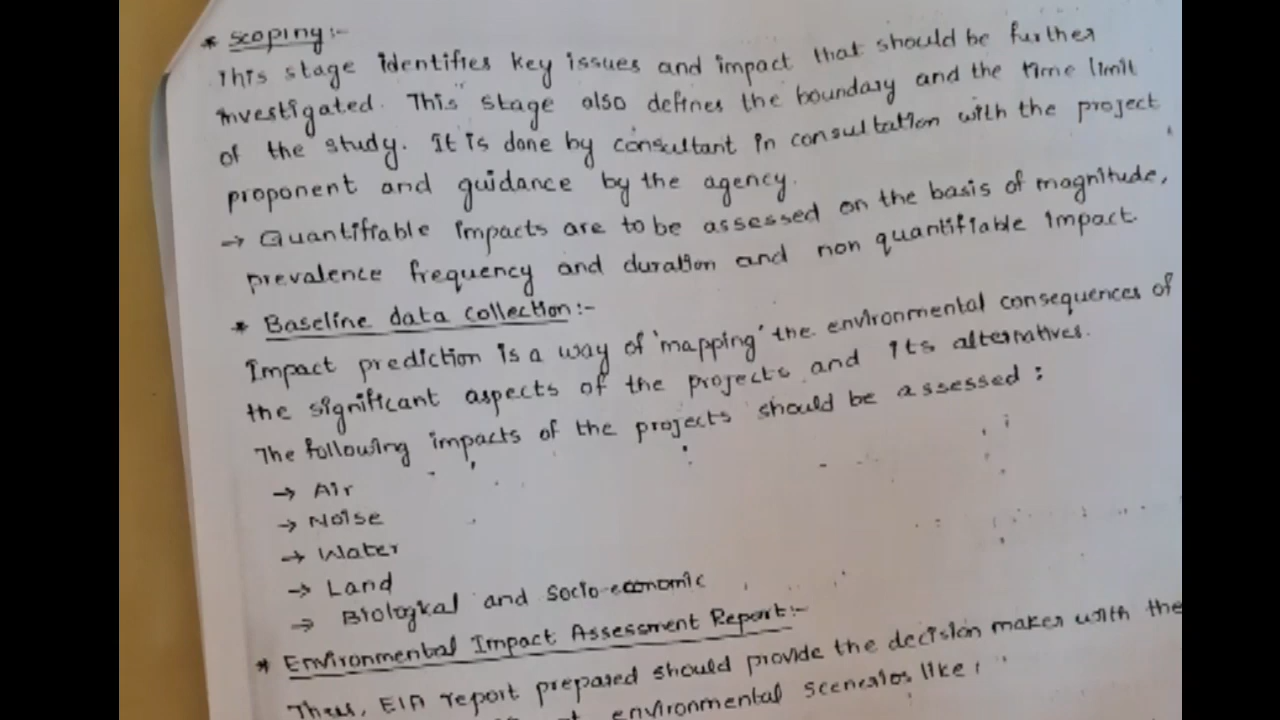 * Scoping:-
This stage identifies key issues and impact that should be further
investigated. This stage also defines the boundary and the time limit
of the study. It is done by consultant in consultation with the project
proponent and guidance by the agency.
→ Quantifiable impacts are to be assessed on the basis of magnitude,
prevalence frequency and duration and non quantifiable impact.
* Baseline data collection:-
Impact prediction is a way of 'mapping' the environmental consequences of
the significant aspects of the projects and its alternatives.
The following impacts of the projects should be assessed:
→ Air
→ Noise
→ Water
→ Land
→ Biological and socio-economic
* Environmental Impact Assessment Report:-
Thus, EIA report prepared should provide the decision maker with the
environmental scenerios like: